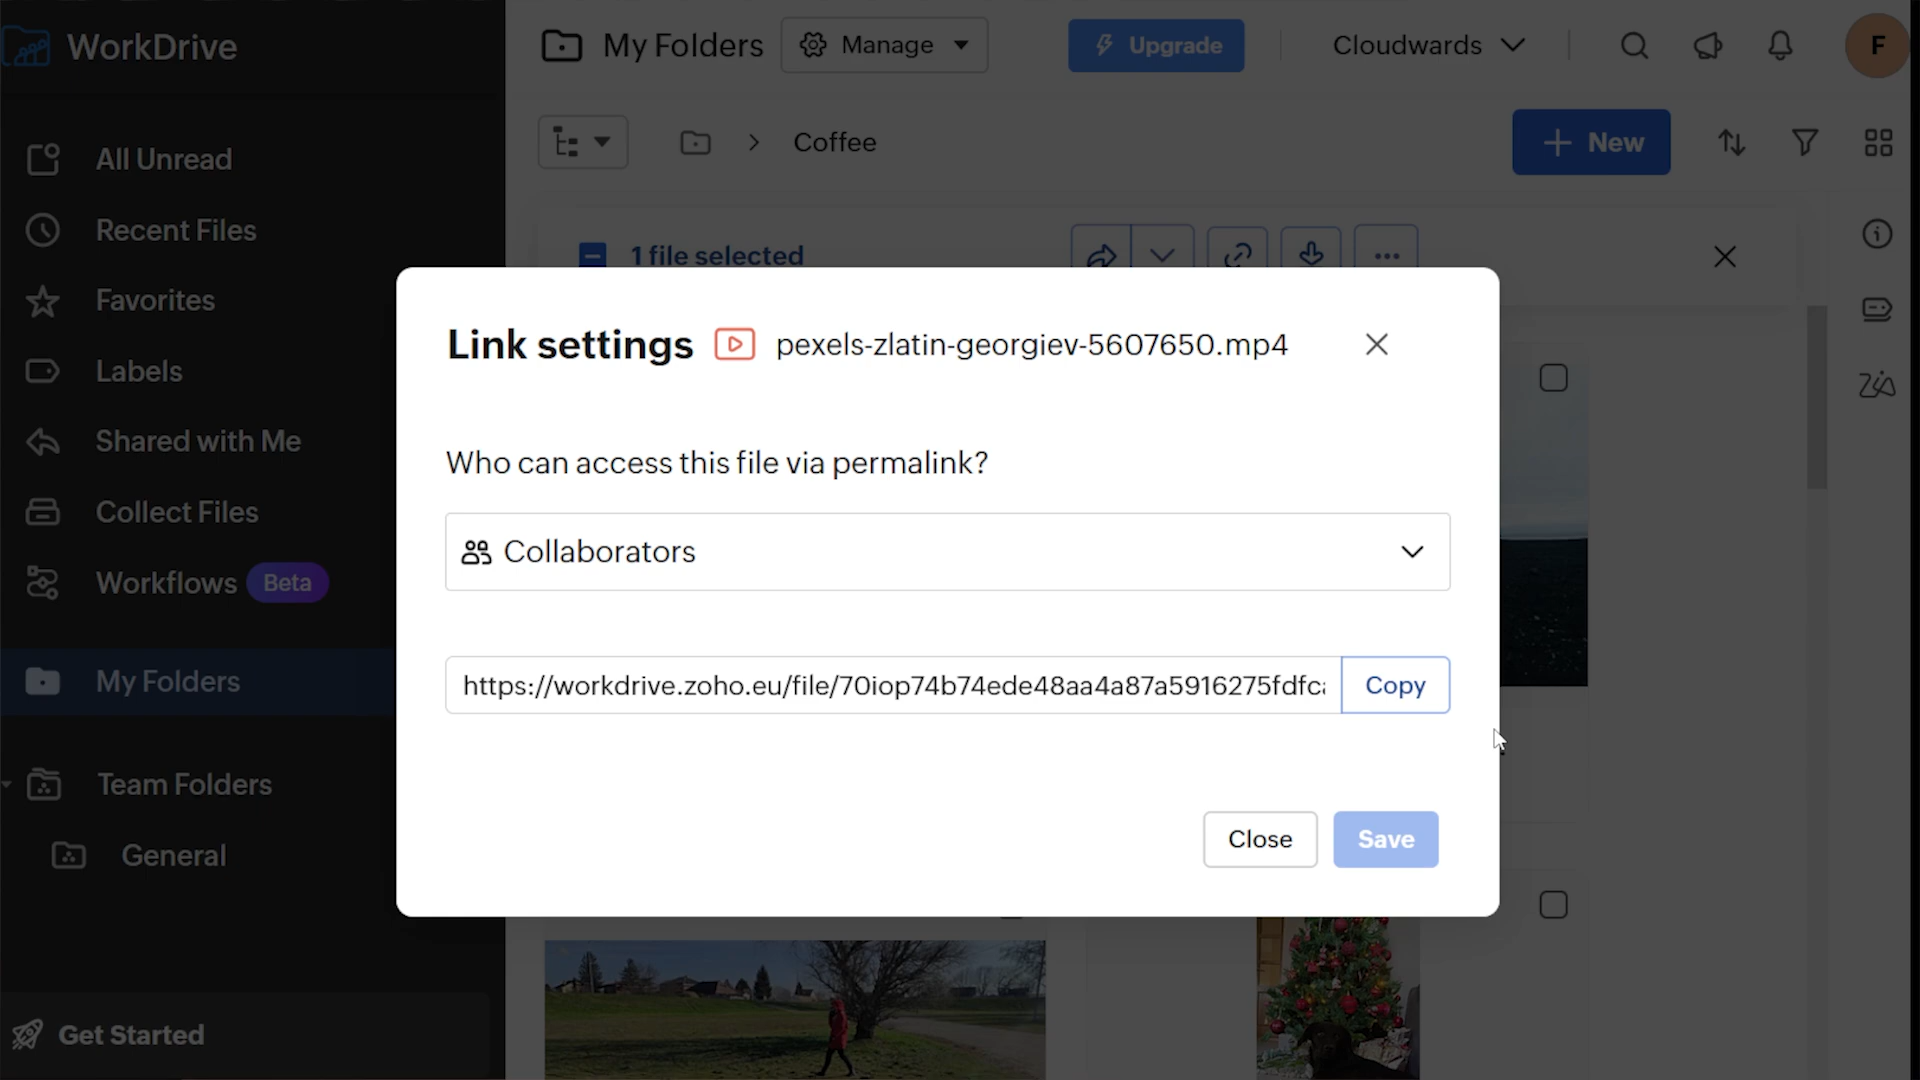 WorkDrive
My Folders
Manage
Upgrade
Cloudwards
F
All Unread
Recent Files
Favorites
Labels
Shared with Me
Collect Files
Workflows Beta
My Folders
Team Folders
General
Get Started
Coffee
New
1 file selected
Link settings pexels-zlatin-georgiev-5607650.mp4
Who can access this file via permalink?
Collaborators
https://workdrive.zoho.eu/file/70iop74b74ede48aa4a87a5916275fdfc
Copy
Close
Save